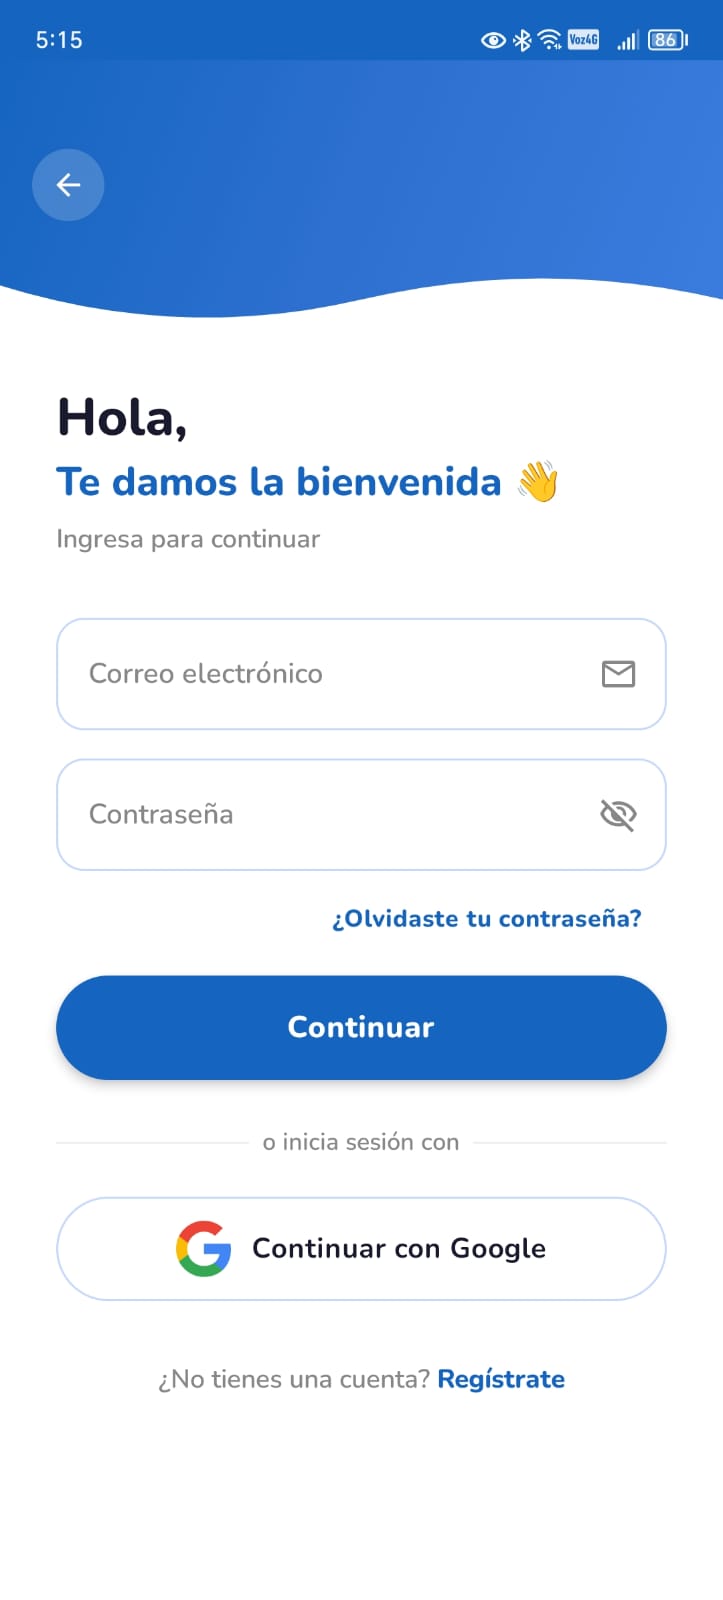 5:15
Voz4G
86
Hola,
Te damos la bienvenida 👋
Ingresa para continuar
Correo electrónico
Contraseña
¿Olvidaste tu contraseña?
Continuar
o inicia sesión con
Continuar con Google
¿No tienes una cuenta? Regístrate